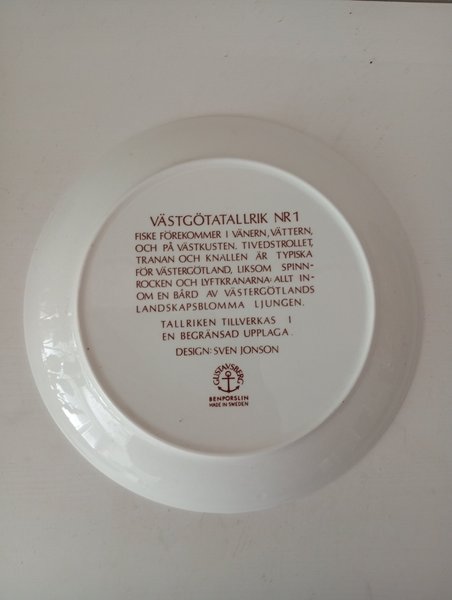 VÄSTGÖTATALLRIK NR 1
FISKE FÖREKOMMER I VÄNERN, VÄTTERN,
OCH PÅ VÄSTKUSTEN. TIVEDSTROLLET,
TRANAN OCH KNALLEN ÄR TYPISKA
FÖR VÄSTERGÖTLAND, LIKSOM SPINN-
ROCKEN OCH LYFTKRANARNA: ALLT IN-
OM EN BÅRD AV VÄSTERGÖTLANDS
LANDSKAPSBLOMMA LJUNGEN.
TALLRIKEN TILLVERKAS I
EN BEGRÄNSAD UPPLAGA.
DESIGN: SVEN JONSON
GUSTAVSBERG
BENPORSLIN
MADE IN SWEDEN